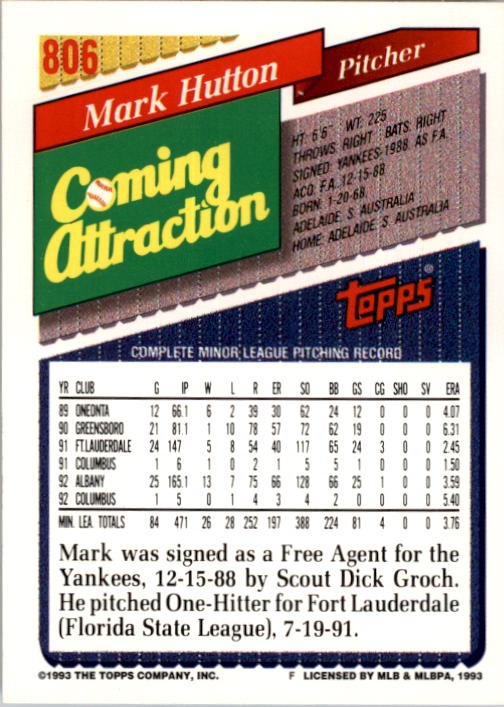 806
Mark Hutton
Pitcher
Coming
Attraction
HT: 6'6" WT: 225
THROWS: RIGHT BATS: RIGHT
SIGNED: YANKEES 1988, AS F.A.
ACQ: F.A. 12-15-88
BORN: 1-20-68,
ADELAIDE, S. AUSTRALIA
HOME: ADELAIDE, S. AUSTRALIA
TOPPS®
COMPLETE MINOR LEAGUE PITCHING RECORD
YR CLUB G IP W L R ER SO BB GS CG SHO SV ERA
89 ONEONTA 12 66.1 6 2 39 30 62 24 12 0 0 0 4.07
90 GREENSBORO 21 81.1 1 10 78 57 72 62 19 0 0 0 6.31
91 FT.LAUDERDALE 24 147 5 8 54 40 117 65 24 3 0 0 2.45
91 COLUMBUS 1 6 1 0 2 1 5 5 1 0 0 0 1.50
92 ALBANY 25 165.1 13 7 75 66 128 66 25 1 0 0 3.59
92 COLUMBUS 1 5 0 1 4 3 4 2 0 0 0 0 5.40
MIN. LEA. TOTALS 84 471 26 28 252 197 388 224 81 4 0 0 3.76
Mark was signed as a Free Agent for the
Yankees, 12-15-88 by Scout Dick Groch.
He pitched One-Hitter for Fort Lauderdale
(Florida State League), 7-19-91.
©1993 THE TOPPS COMPANY, INC. F LICENSED BY MLB & MLBPA, 1993